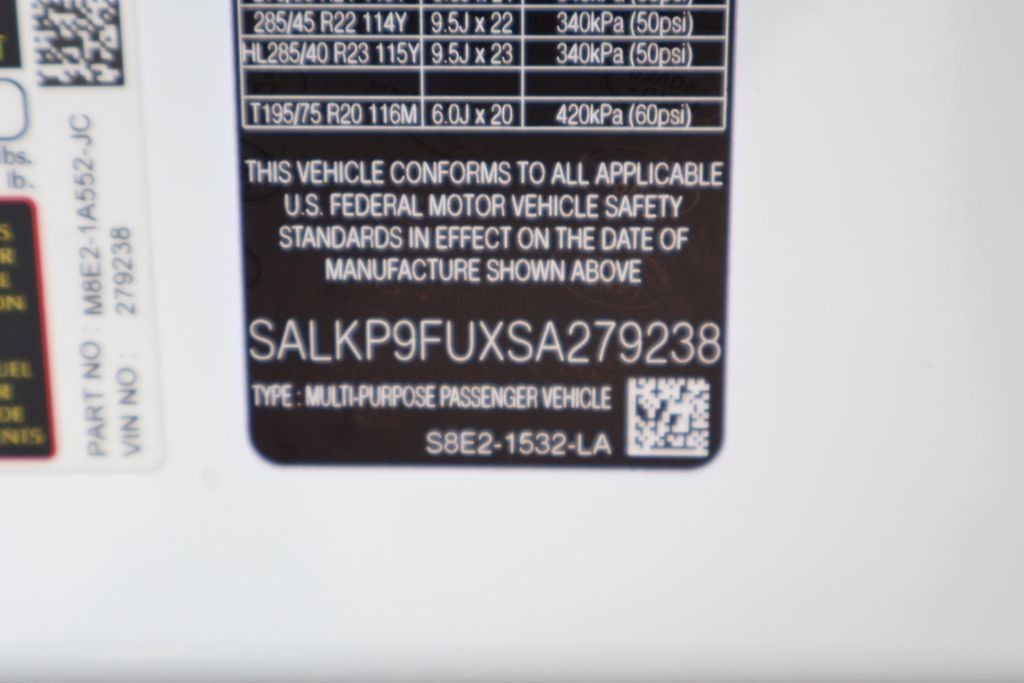 285/45 R22 114Y 9.5J x 22 340kPa (50psi)
HL285/40 R23 115Y 9.5J x 23 340kPa (50psi)
T195/75 R20 116M 6.0J x 20 420kPa (60psi)
THIS VEHICLE CONFORMS TO ALL APPLICABLE
U.S. FEDERAL MOTOR VEHICLE SAFETY
STANDARDS IN EFFECT ON THE DATE OF
MANUFACTURE SHOWN ABOVE
SALKP9FUXSA279238
TYPE : MULTI-PURPOSE PASSENGER VEHICLE
S8E2-1532-LA
lbs.
lb.
PART NO : M8E2-1A552-JC
VIN NO : 279238